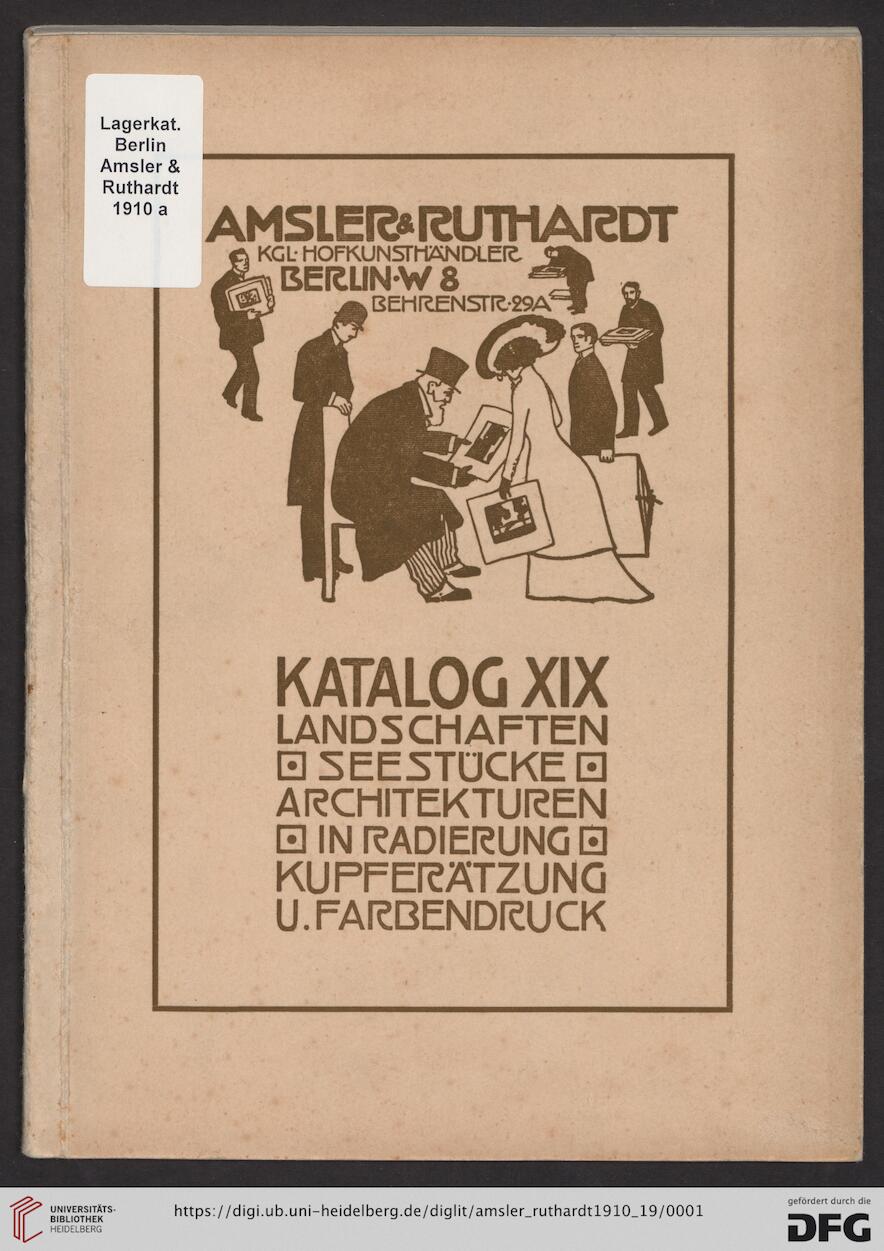 Lagerkat.
Berlin
Amsler &
Ruthardt
1910 a
AMSLER & RUTHARDT
KGL· HOFKUNSTHÄNDLER
BERLIN·W 8
BEHRENSTR·29A
KATALOG XIX
LANDSCHAFTEN
SEESTÜCKE
ARCHITEKTUREN
IN RADIERUNG
KUPFERÄTZUNG
U. FARBENDRUCK
UNIVERSITÄTS-
BIBLIOTHEK
HEIDELBERG
https://digi.ub.uni-heidelberg.de/diglit/amsler_ruthardt1910_19/0001
gefördert durch die
DFG